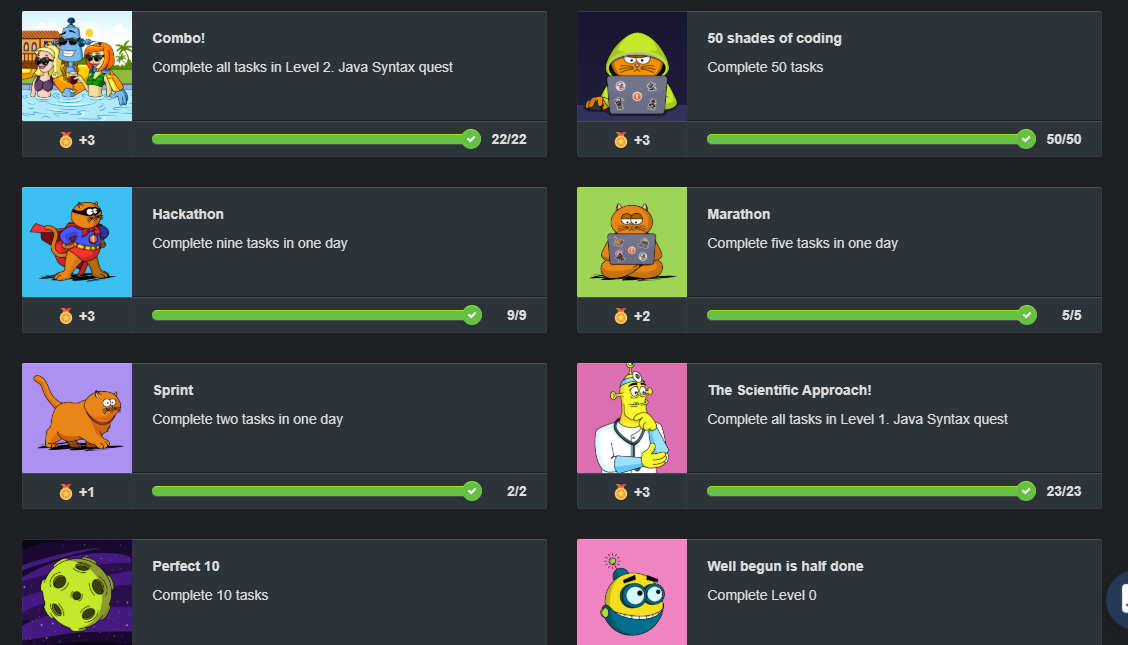 Combo!
Complete all tasks in Level 2. Java Syntax quest
+3
22/22
50 shades of coding
Complete 50 tasks
+3
50/50
Hackathon
Complete nine tasks in one day
+3
9/9
Marathon
Complete five tasks in one day
+2
5/5
Sprint
Complete two tasks in one day
+1
2/2
The Scientific Approach!
Complete all tasks in Level 1. Java Syntax quest
+3
23/23
Perfect 10
Complete 10 tasks
Well begun is half done
Complete Level 0